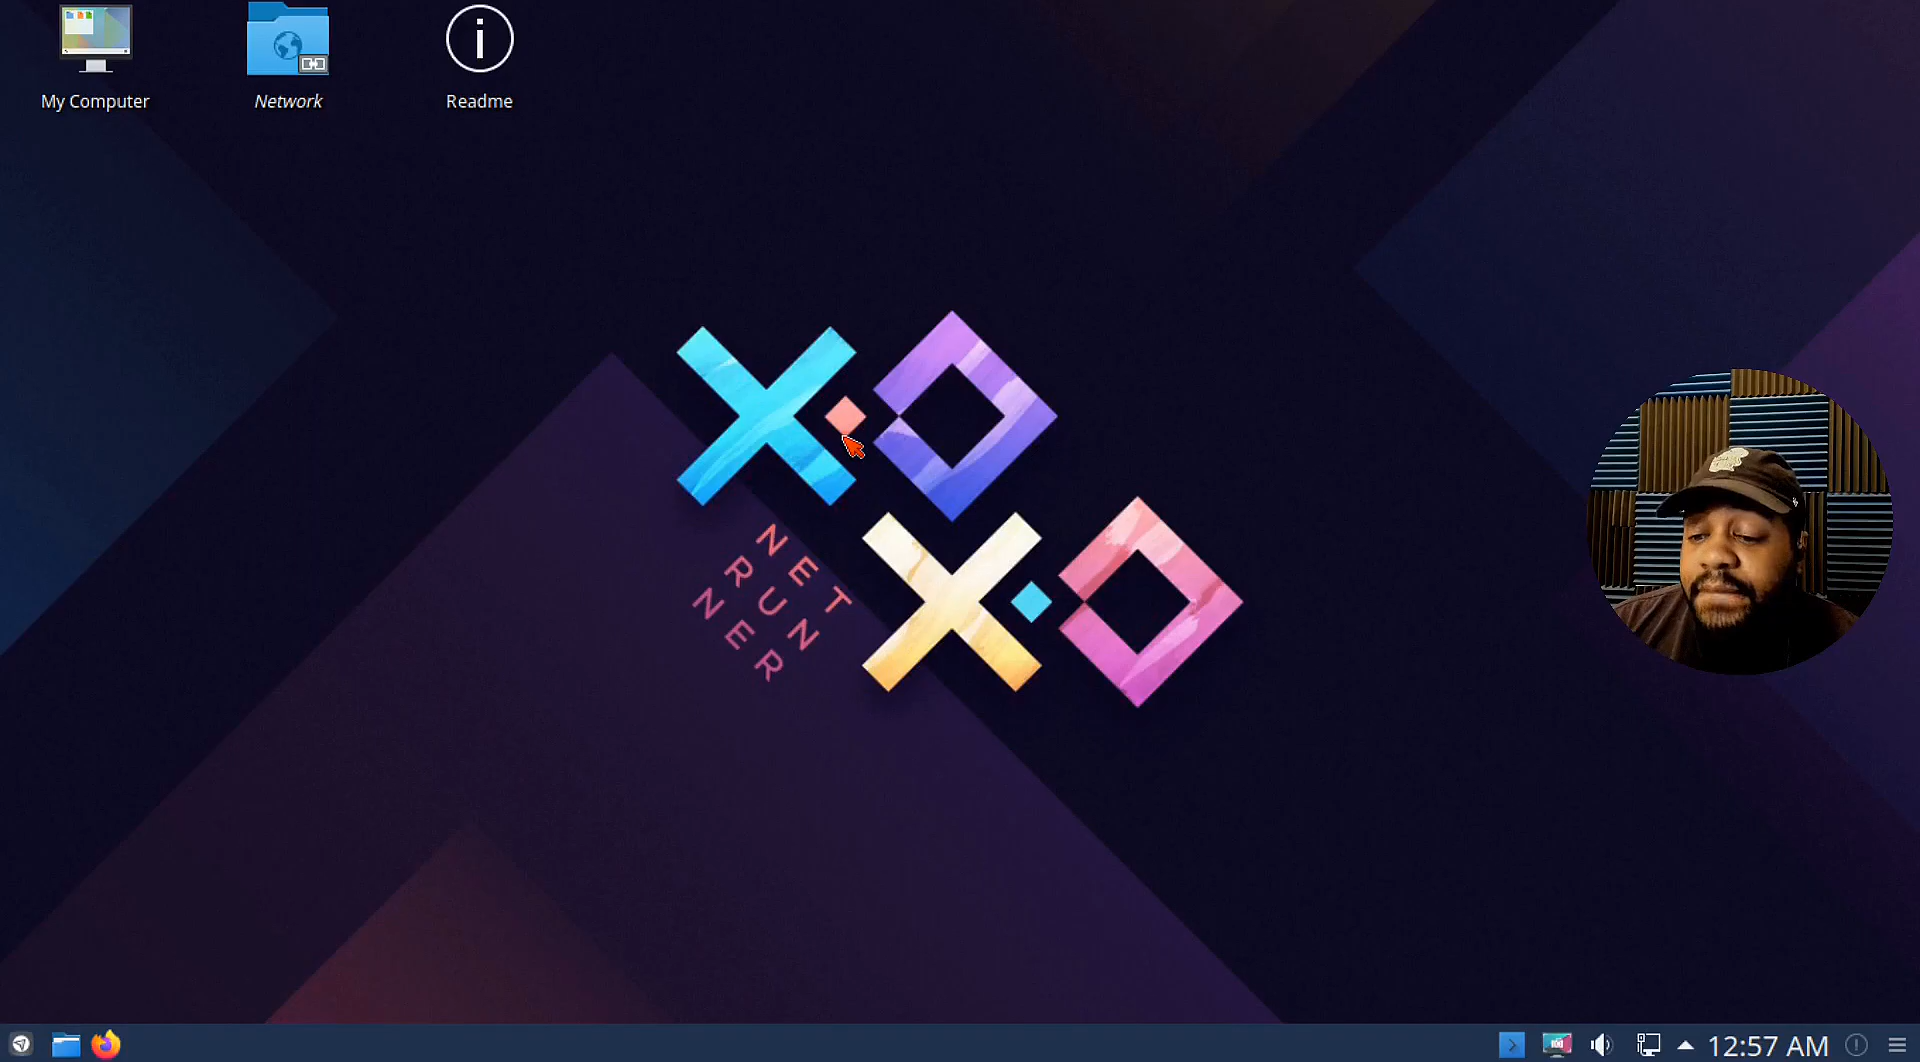 My Computer
Network
Readme
X·O
X·O
NET
RUN
NER
12:57 AM